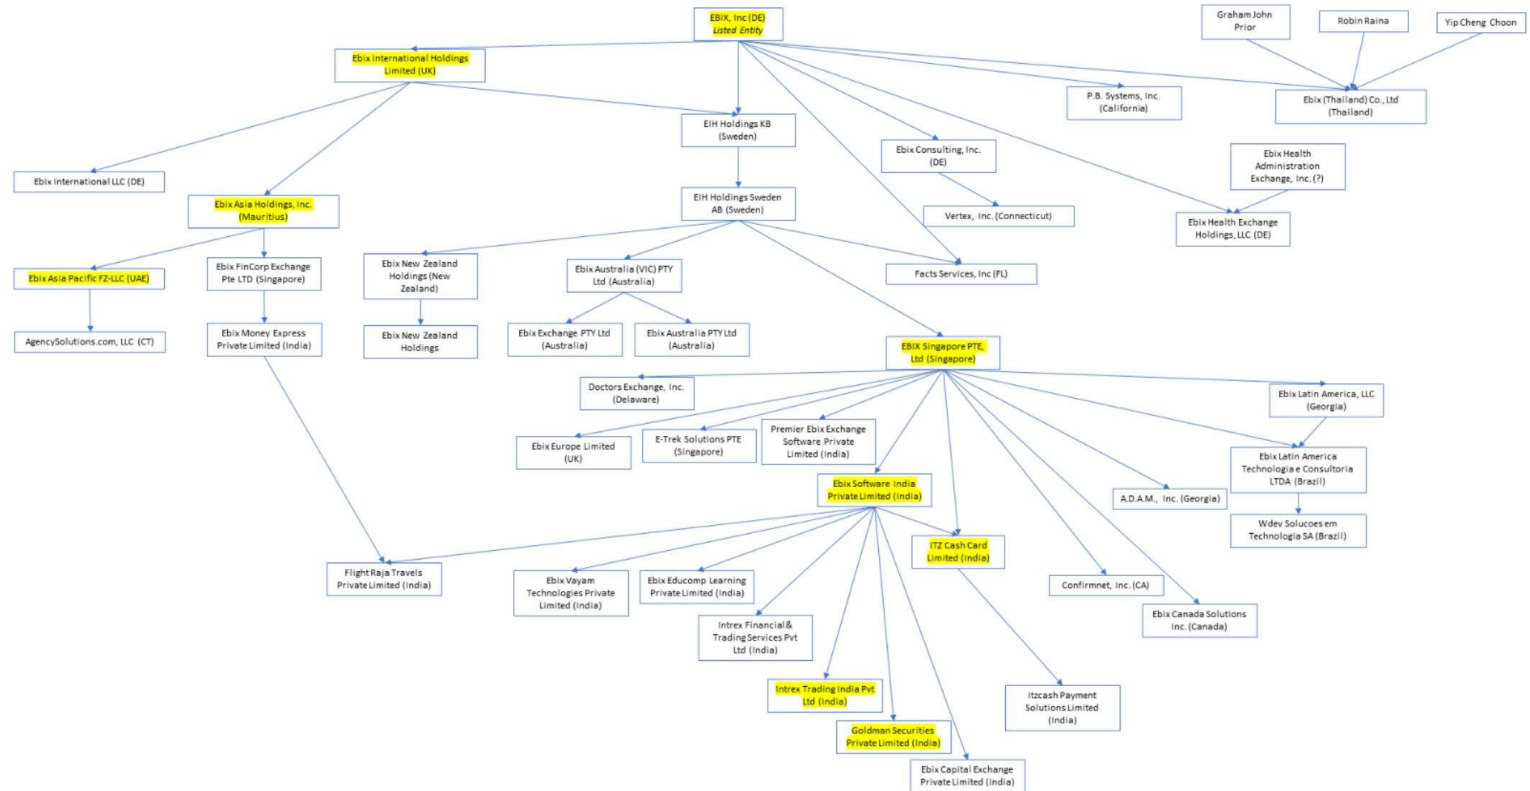 EBIX, Inc (DE)
Listed Entity
Graham John
Prior
Robin Raina
Yip Cheng Choon
Ebix International Holdings
Limited (UK)
P.B. Systems, Inc.
(California)
Ebix (Thailand) Co., Ltd
(Thailand)
EIH Holdings KB
(Sweden)
Ebix Consulting, Inc.
(DE)
Ebix Health
Administration
Exchange, Inc. (?)
Ebix International LLC (DE)
Ebix Asia Holdings, Inc.
(Mauritius)
EIH Holdings Sweden
AB (Sweden)
Vertex, Inc. (Connecticut)
Ebix Health Exchange
Holdings, LLC (DE)
Ebix Asia Pacific FZ-LLC (UAE)
Ebix FinCorp Exchange
Pte LTD (Singapore)
Ebix New Zealand
Holdings (New
Zealand)
Ebix Australia (VIC) PTY
Ltd (Australia)
Facts Services, Inc (FL)
AgencySolutions.com, LLC (CT)
Ebix Money Express
Private Limited (India)
Ebix New Zealand
Holdings
Ebix Exchange PTY Ltd
(Australia)
Ebix Australia PTY Ltd
(Australia)
EBIX Singapore PTE,
Ltd (Singapore)
Doctors Exchange, Inc.
(Delaware)
Ebix Latin America, LLC
(Georgia)
Ebix Europe Limited
(UK)
E-Trek Solutions PTE
(Singapore)
Premier Ebix Exchange
Software Private
Limited (India)
Ebix Latin America
Technologia e Consultoria
LTDA (Brazil)
Ebix Software India
Private Limited (India)
A.D.A.M., Inc. (Georgia)
Wdev Solucoes em
Technologia SA (Brazil)
ITZ Cash Card
Limited (India)
Flight Raja Travels
Private Limited (India)
Ebix Vayam
Technologies Private
Limited (India)
Ebix Educomp Learning
Private Limited (India)
Confirmnet, Inc. (CA)
Ebix Canada Solutions
Inc. (Canada)
Intrex Financial &
Trading Services Pvt
Ltd (India)
Intrex Trading India Pvt
Ltd (India)
Itzcash Payment
Solutions Limited
(India)
Goldman Securities
Private Limited (India)
Ebix Capital Exchange
Private Limited (India)